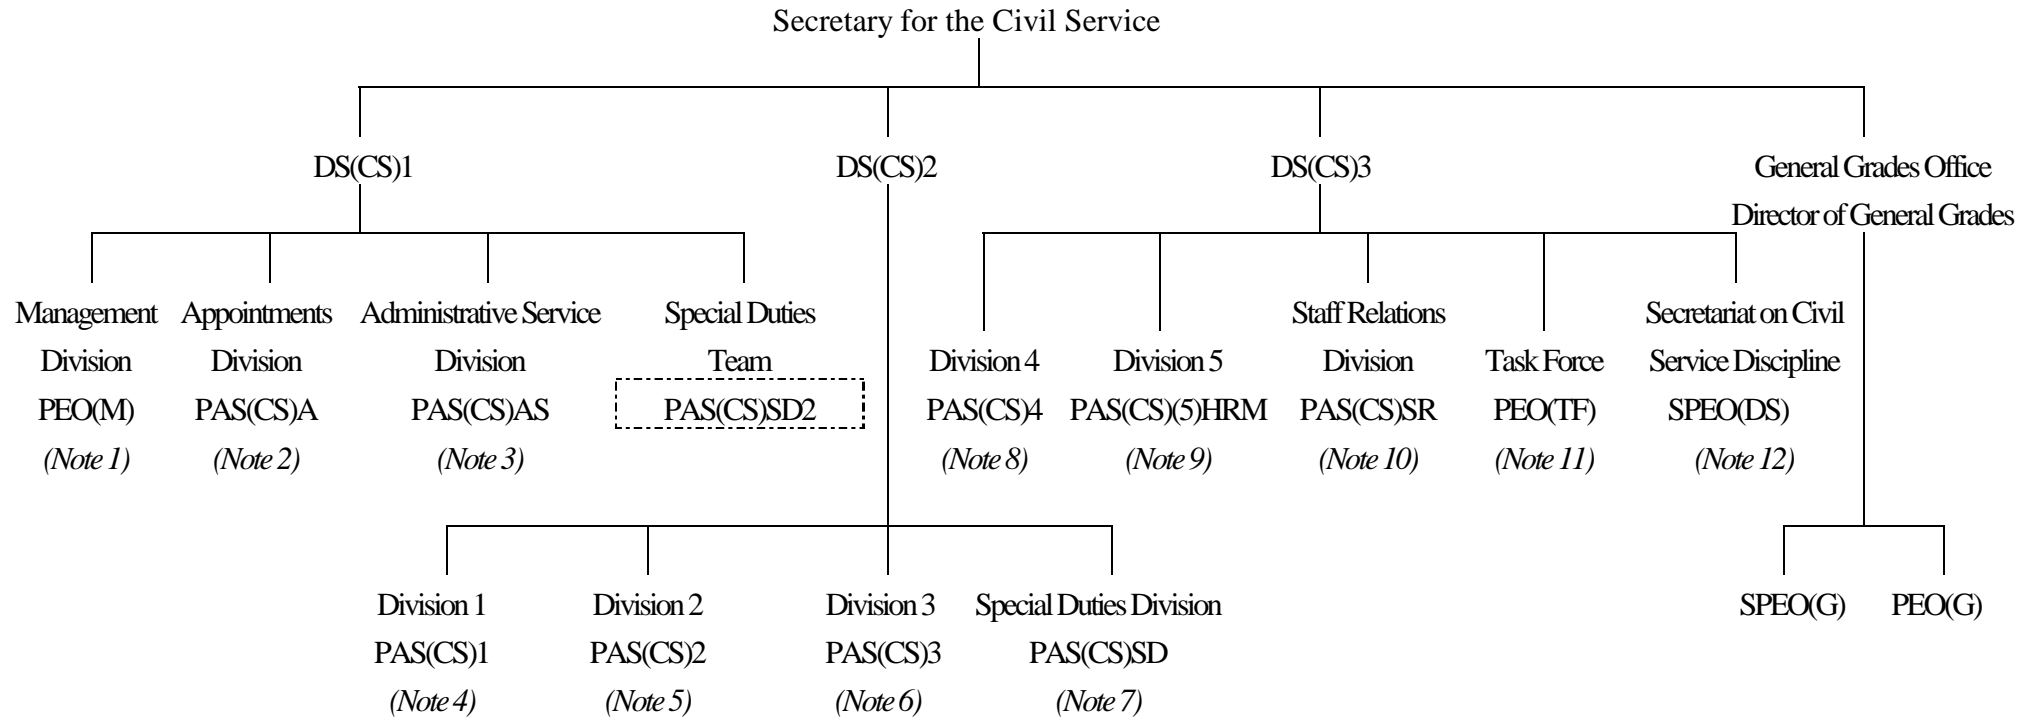 Secretary for the Civil Service
DS(CS)1
DS(CS)2
DS(CS)3
General Grades Office
Director of General Grades
Management
Division
PEO(M)
(Note 1)
Appointments
Division
PAS(CS)A
(Note 2)
Administrative Service
Division
PAS(CS)AS
(Note 3)
Special Duties
Team
PAS(CS)SD2
Division 4
PAS(CS)4
(Note 8)
Division 5
PAS(CS)(5)HRM
(Note 9)
Staff Relations
Division
PAS(CS)SR
(Note 10)
Task Force
PEO(TF)
(Note 11)
Secretariat on Civil
Service Discipline
SPEO(DS)
(Note 12)
Division 1
PAS(CS)1
(Note 4)
Division 2
PAS(CS)2
(Note 5)
Division 3
PAS(CS)3
(Note 6)
Special Duties Division
PAS(CS)SD
(Note 7)
SPEO(G)
PEO(G)